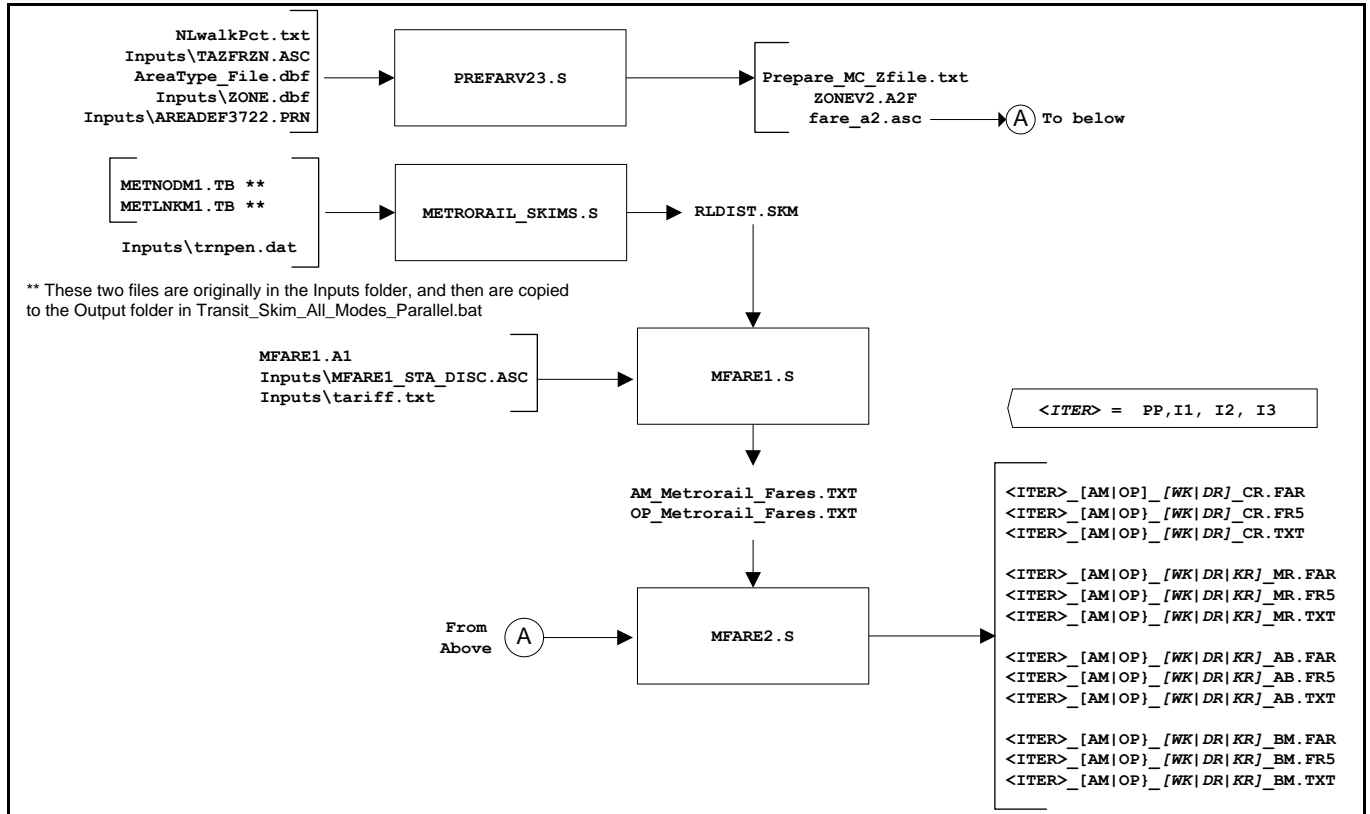 NLwalkPct.txt
Inputs\TAZFRZN.ASC
AreaType_File.dbf
Inputs\ZONE.dbf
Inputs\AREADEF3722.PRN
PREFARV23.S
Prepare_MC_Zfile.txt
ZONEV2.A2F
fare_a2.asc
A To below
METNODM1.TB **
METLNKM1.TB **
Inputs\trnpen.dat
METRORAIL_SKIMS.S
RLDIST.SKM
** These two files are originally in the Inputs folder, and then are copied
to the Output folder in Transit_Skim_All_Modes_Parallel.bat
MFARE1.A1
Inputs\MFARE1_STA_DISC.ASC
Inputs\tariff.txt
MFARE1.S
<ITER> = PP,I1, I2, I3
AM_Metrorail_Fares.TXT
OP_Metrorail_Fares.TXT
From
Above
A
MFARE2.S
<ITER>_[AM|OP]_[WK|DR]_CR.FAR
<ITER>_[AM|OP}_[WK|DR]_CR.FR5
<ITER>_[AM|OP}_[WK|DR]_CR.TXT
<ITER>_[AM|OP}_[WK|DR|KR]_MR.FAR
<ITER>_[AM|OP}_[WK|DR|KR]_MR.FR5
<ITER>_[AM|OP}_[WK|DR|KR]_MR.TXT
<ITER>_[AM|OP}_[WK|DR|KR]_AB.FAR
<ITER>_[AM|OP}_[WK|DR|KR]_AB.FR5
<ITER>_[AM|OP}_[WK|DR|KR]_AB.TXT
<ITER>_[AM|OP}_[WK|DR|KR]_BM.FAR
<ITER>_[AM|OP}_[WK|DR|KR]_BM.FR5
<ITER>_[AM|OP}_[WK|DR|KR]_BM.TXT